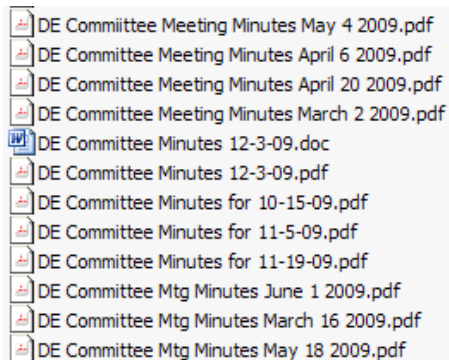 DE Commiittee Meeting Minutes May 4 2009.pdf
DE Committee Meeting Minutes April 6 2009.pdf
DE Committee Meeting Minutes April 20 2009.pdf
DE Committee Meeting Minutes March 2 2009.pdf
DE Committee Minutes 12-3-09.doc
DE Committee Minutes 12-3-09.pdf
DE Committee Minutes for 10-15-09.pdf
DE Committee Minutes for 11-5-09.pdf
DE Committee Minutes for 11-19-09.pdf
DE Committee Mtg Minutes June 1 2009.pdf
DE Committee Mtg Minutes March 16 2009.pdf
DE Committee Mtg Minutes May 18 2009.pdf